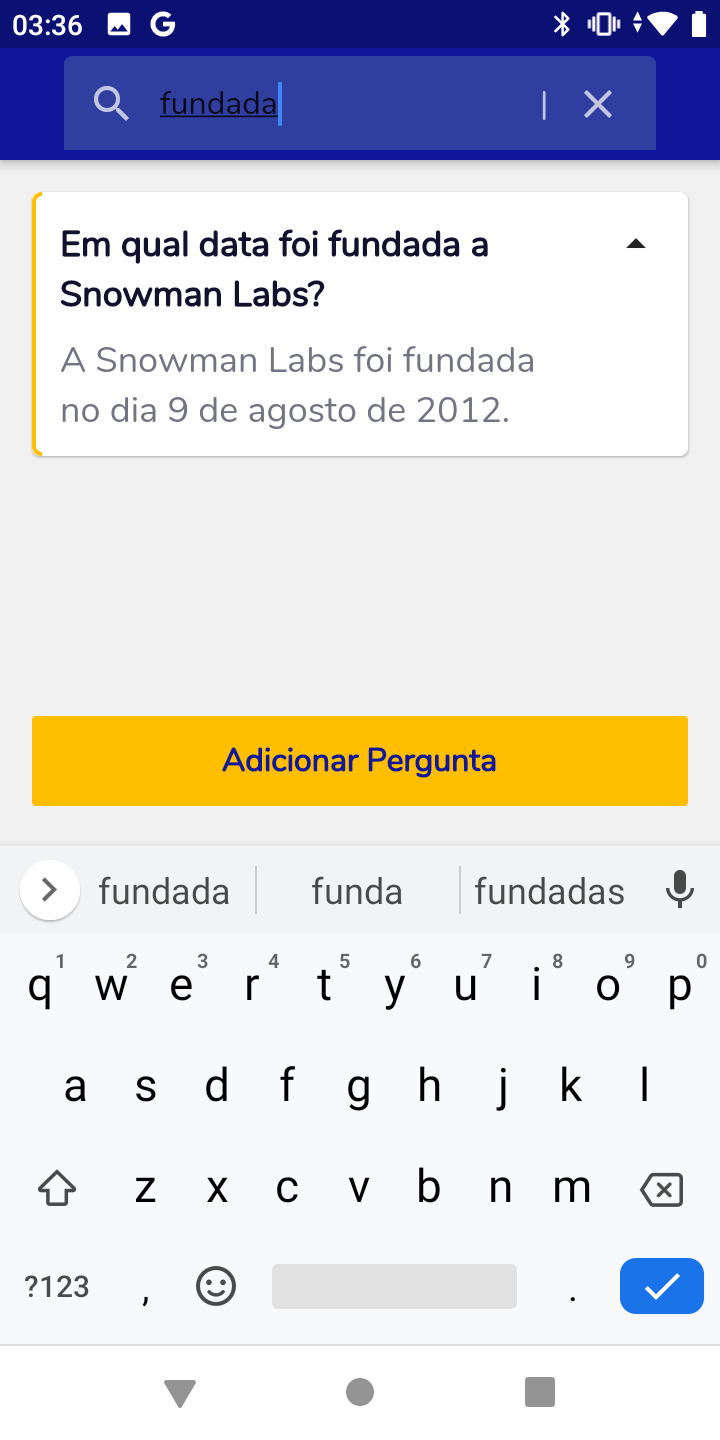 03:36
fundada
Em qual data foi fundada a
Snowman Labs?
A Snowman Labs foi fundada
no dia 9 de agosto de 2012.
Adicionar Pergunta
fundada funda fundadas
1 2 3 4 5 6 7 8 9 0
q w e r t y u i o p
a s d f g h j k l
z x c v b n m
?123 , .